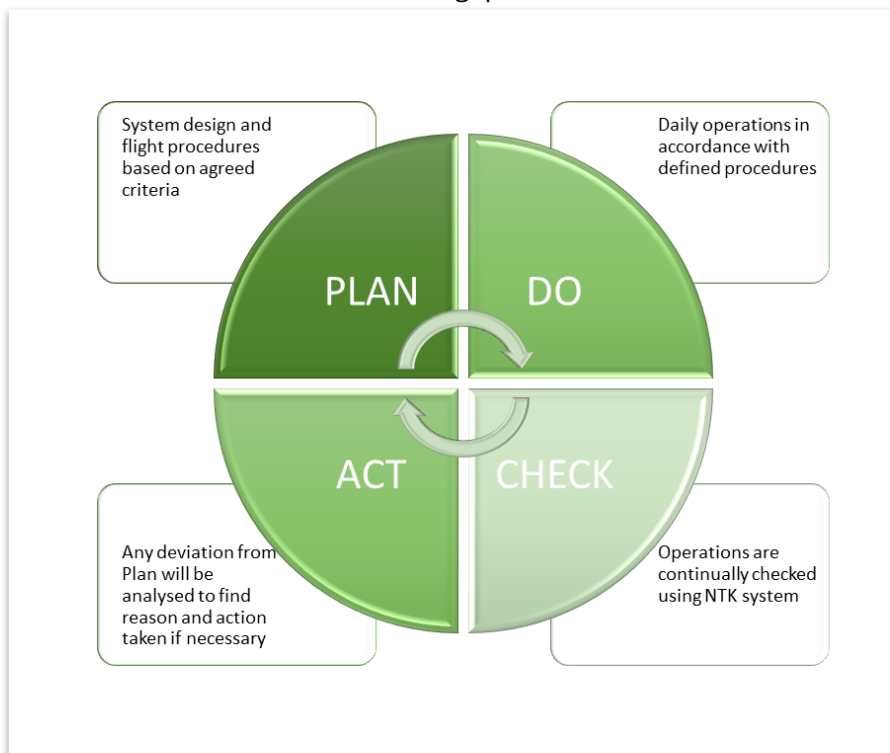 System design and
flight procedures
based on agreed
criteria
Daily operations in
accordance with
defined procedures
PLAN
DO
ACT
CHECK
Any deviation from
Plan will be
analysed to find
reason and action
taken if necessary
Operations are
continually checked
using NTK system